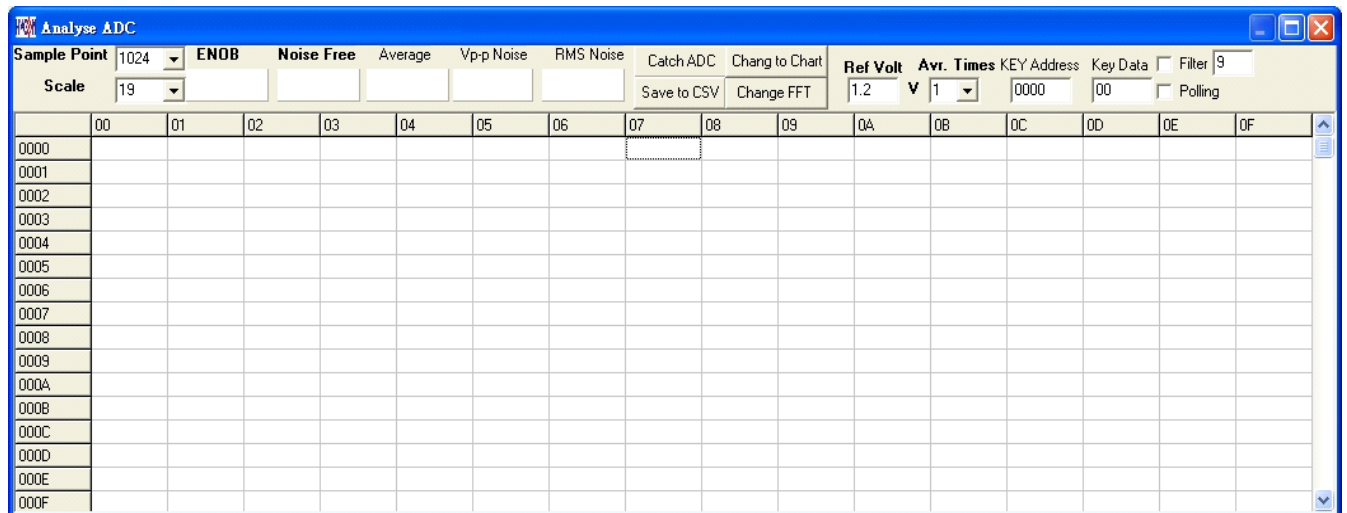 Analyse ADC
Sample Point 1024 ENOB Noise Free Average Vp-p Noise RMS Noise Catch ADC Chang to Chart Ref Volt Avr. Times KEY Address Key Data Filter 9
Scale 19 Save to CSV Change FFT 1.2 V 1 0000 00 Polling
00 01 02 03 04 05 06 07 08 09 0A 0B 0C 0D 0E 0F
0000
0001
0002
0003
0004
0005
0006
0007
0008
0009
000A
000B
000C
000D
000E
000F